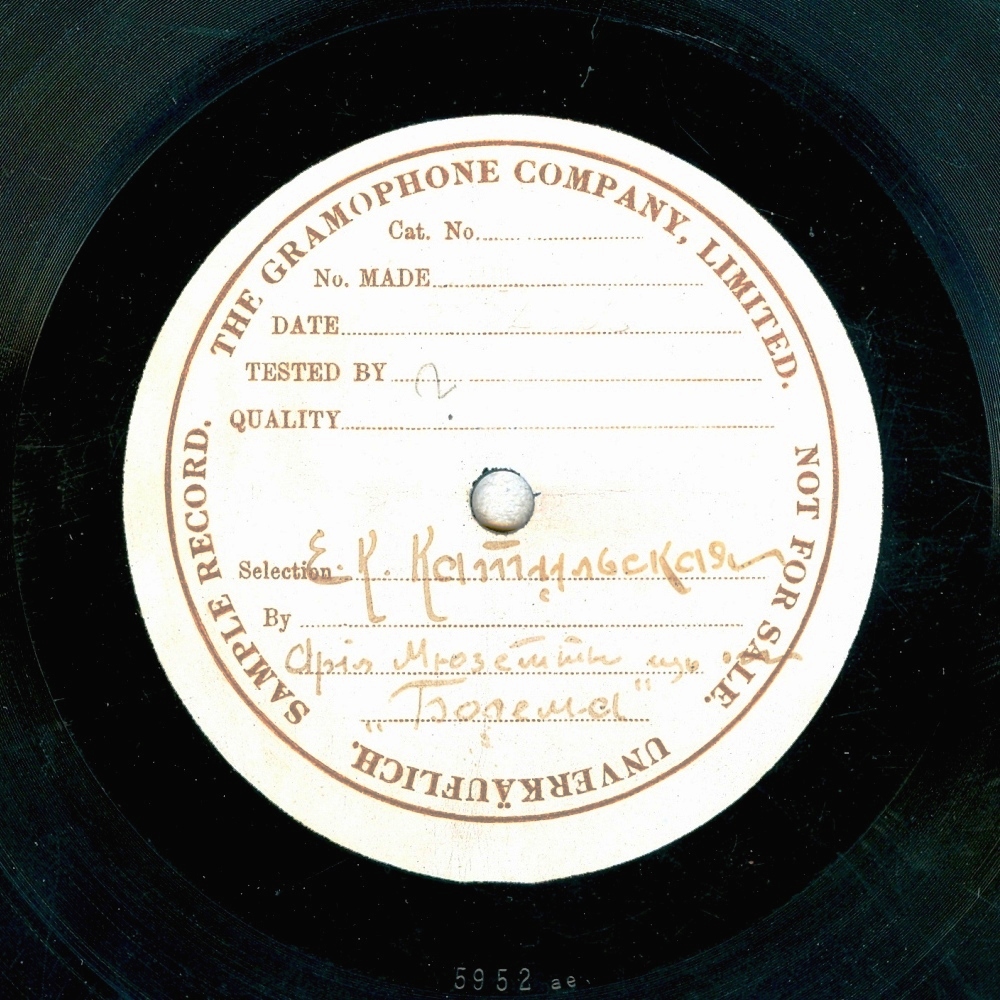 THE GRAMOPHONE COMPANY, LIMITED.
NOT FOR SALE.
UNVERKÄUFLICH.
SAMPLE RECORD.
Cat. No.
No. MADE
DATE
TESTED BY 2
QUALITY
Selection Е. К. Катульская
By
Арія Мюзетты изъ
„Богема"
5952 ae